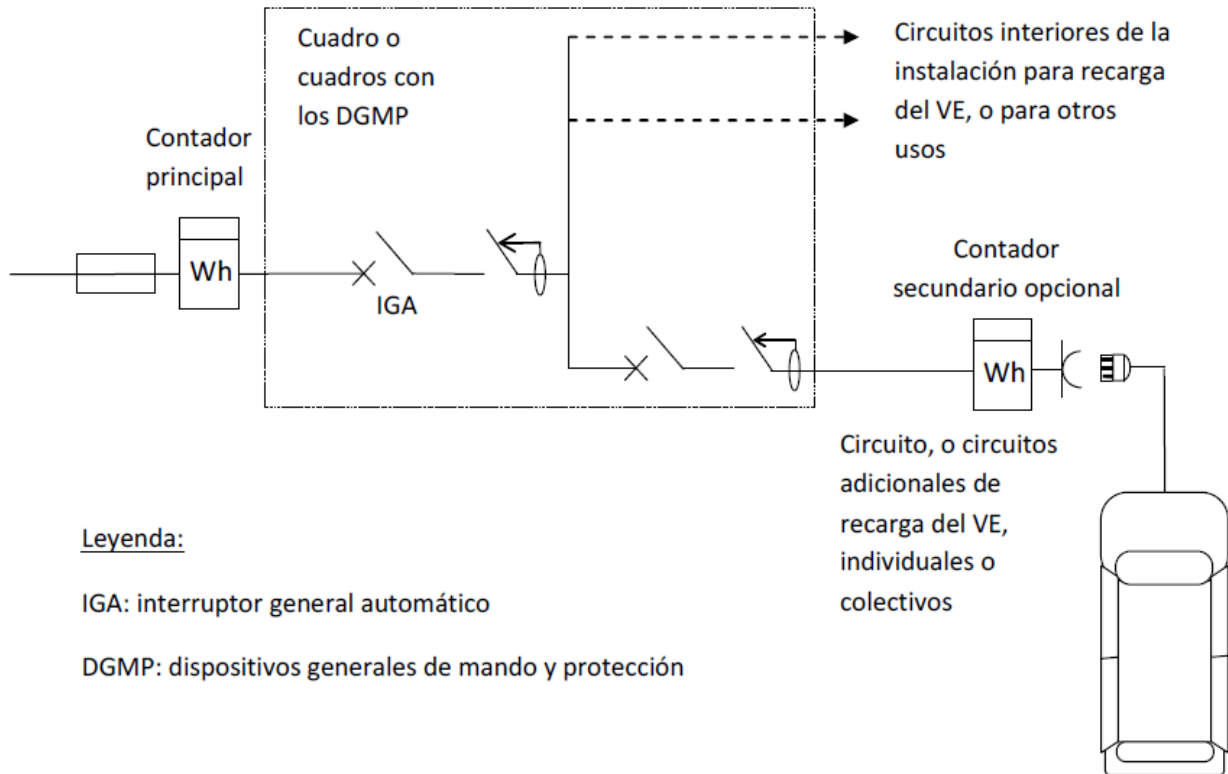 Cuadro o
cuadros con
los DGMP
Circuitos interiores de la
instalación para recarga
del VE, o para otros
usos
Contador
principal
Wh
IGA
Contador
secundario opcional
Wh
Circuito, o circuitos
adicionales de
recarga del VE,
individuales o
colectivos
Leyenda:
IGA: interruptor general automático
DGMP: dispositivos generales de mando y protección